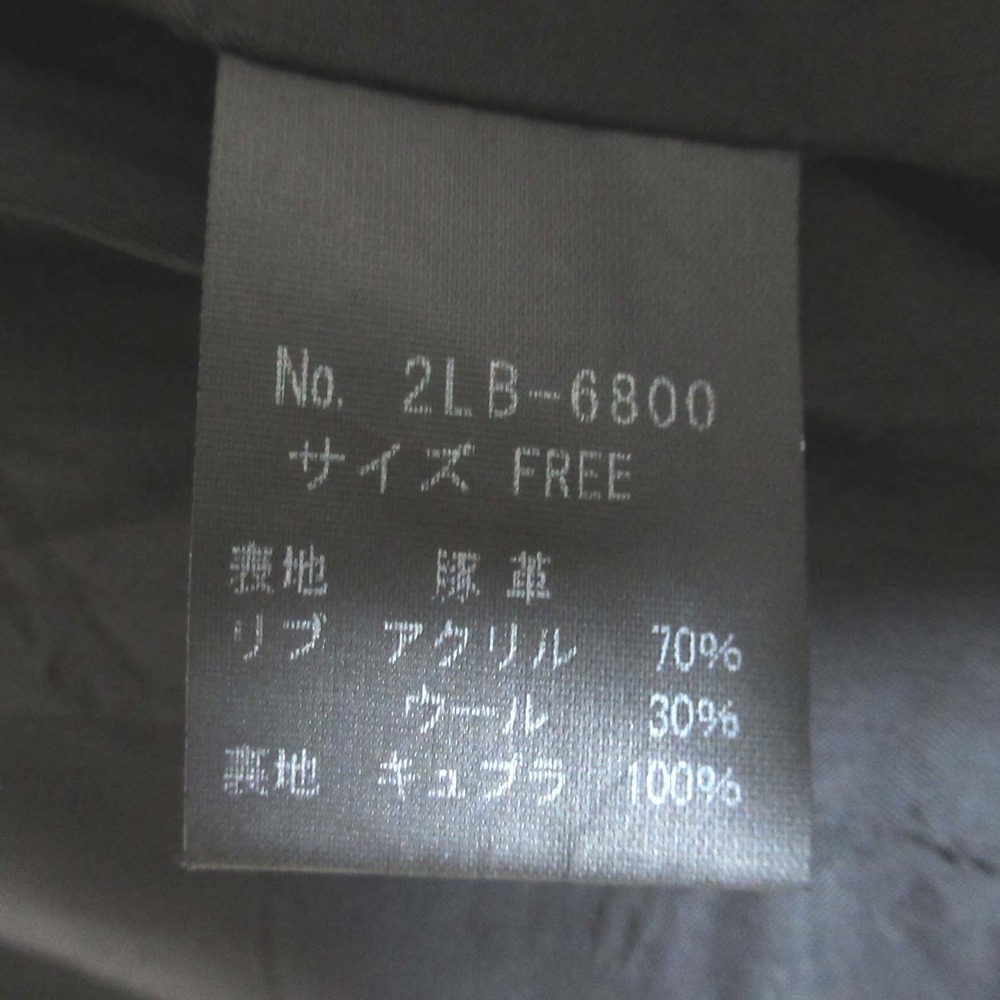 No. 2LB-6800
サイズ FREE
表地 豚革
リブ アクリル 70%
ウール 30%
裏地 キュプラ 100%